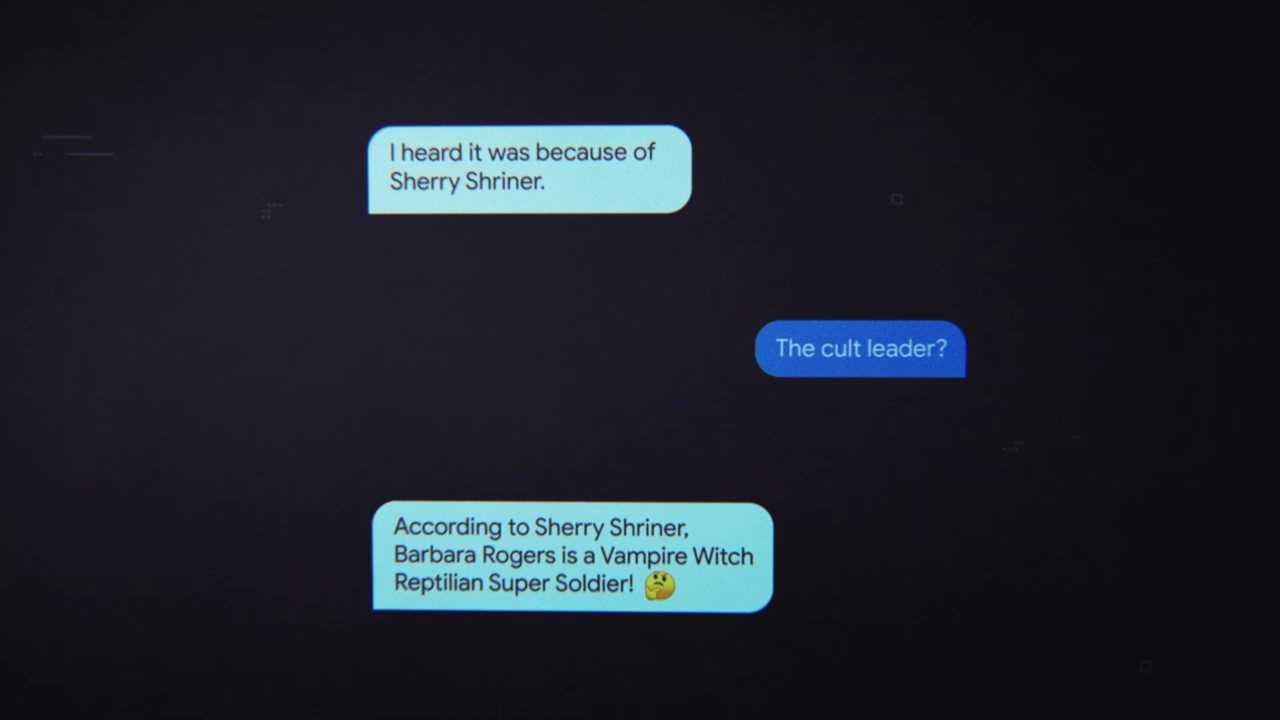 I heard it was because of
Sherry Shriner.
The cult leader?
According to Sherry Shriner,
Barbara Rogers is a Vampire Witch
Reptilian Super Soldier! 🤔